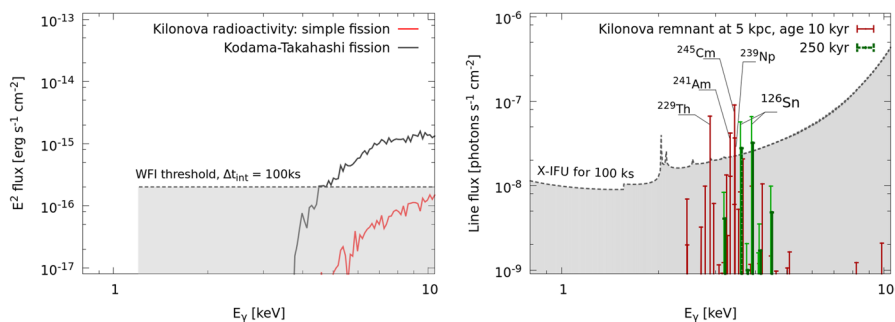 10⁻¹³
10⁻¹⁴
10⁻¹⁵
10⁻¹⁶
10⁻¹⁷
E² flux [erg s⁻¹ cm⁻²]
Kilonova radioactivity: simple fission
Kodama-Takahashi fission
WFI threshold, Δt_int = 100ks
1
10
Eγ [keV]
10⁻⁶
10⁻⁷
10⁻⁸
10⁻⁹
Line flux [photons s⁻¹ cm⁻²]
Kilonova remnant at 5 kpc, age 10 kyr
250 kyr
²⁴⁵Cm
²³⁹Np
²⁴¹Am
²²⁹Th
¹²⁶Sn
X-IFU for 100 ks
1
10
Eγ [keV]